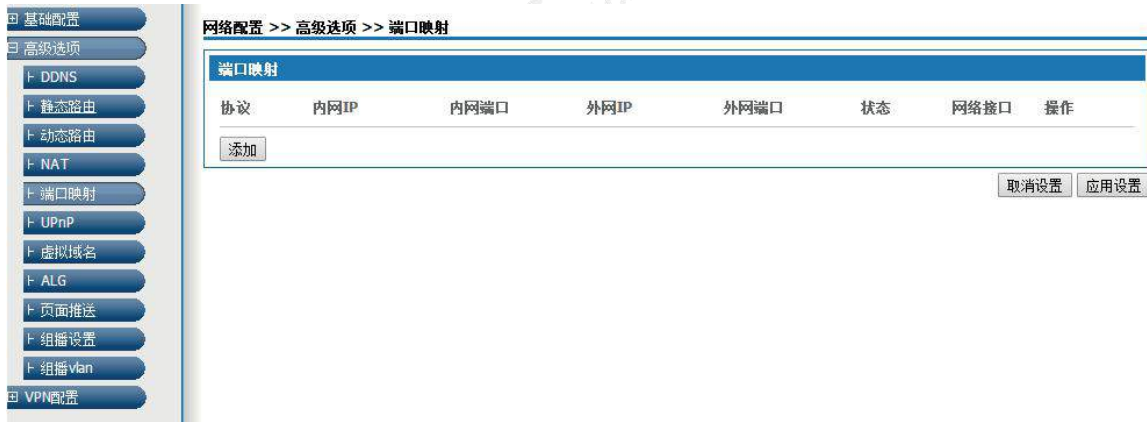 基础配置
高级选项
DDNS
静态路由
动态路由
NAT
端口映射
UPnP
虚拟域名
ALG
页面推送
组播设置
组播vlan
VPN配置
网络配置 >> 高级选项 >> 端口映射
端口映射
协议 内网IP 内网端口 外网IP 外网端口 状态 网络接口 操作
添加
取消设置 应用设置